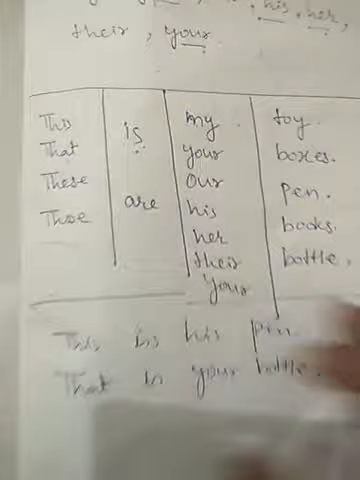 his, her,
their, your.
This is my. toy.
That your boxes.
These are our pen.
Those his books.
her bottle.
their
your
This is his pin.
That is your bottle.